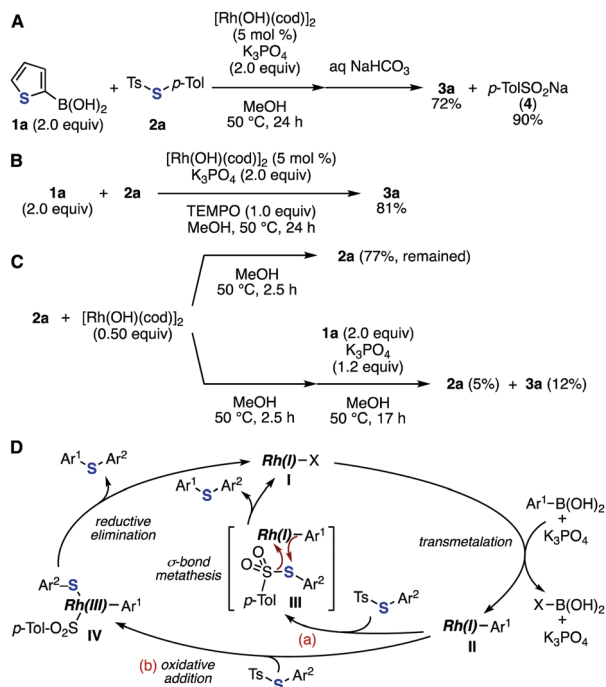 A
[Rh(OH)(cod)]2
(5 mol %)
K3PO4
(2.0 equiv)
aq NaHCO3
S
B(OH)2
+
Ts
S
p-Tol
MeOH
50 °C, 24 h
3a
72%
+
p-TolSO2Na
(4)
90%
1a (2.0 equiv)
2a
B
[Rh(OH)(cod)]2 (5 mol %)
K3PO4 (2.0 equiv)
1a
(2.0 equiv)
+
2a
3a
81%
TEMPO (1.0 equiv)
MeOH, 50 °C, 24 h
C
2a (77%, remained)
MeOH
50 °C, 2.5 h
2a + [Rh(OH)(cod)]2
(0.50 equiv)
1a (2.0 equiv)
K3PO4
(1.2 equiv)
2a (5%) + 3a (12%)
MeOH
50 °C, 2.5 h
MeOH
50 °C, 17 h
D
Ar1 S Ar2
Rh(I)–X
I
Ar1 S Ar2
reductive
elimination
σ-bond
metathesis
Rh(I)–Ar1
O
O
S
S
Ar2
p-Tol
III
transmetalation
Ar1–B(OH)2
+
K3PO4
Ar2–S
Rh(III)–Ar1
p-Tol-O2S
IV
Ts S Ar2
(a)
Rh(I)–Ar1
II
X–B(OH)2
+
K3PO4
(b) oxidative
addition
Ts S Ar2